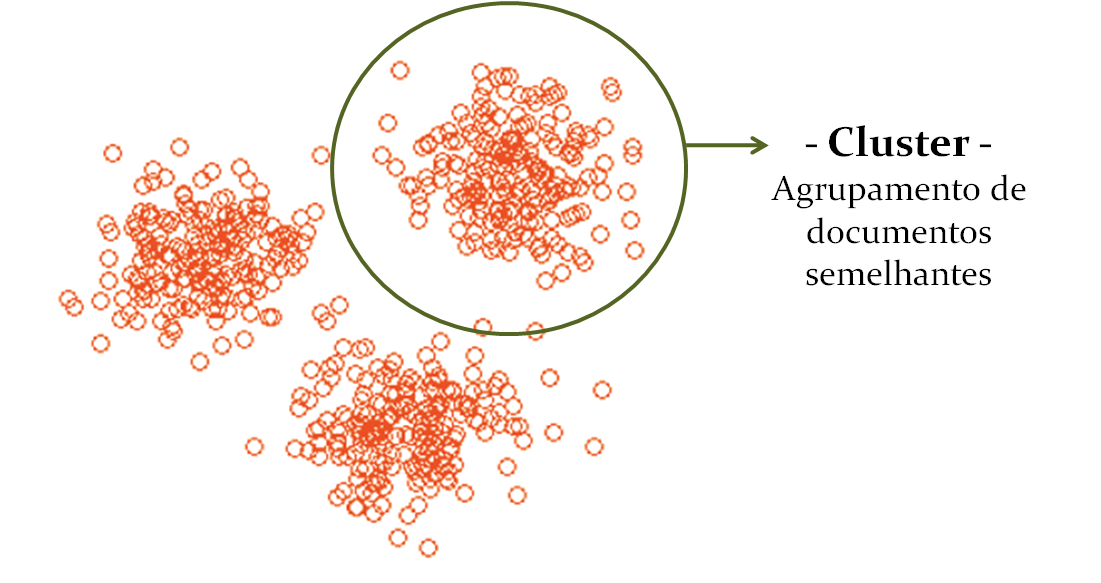 - Cluster -
Agrupamento de
documentos
semelhantes